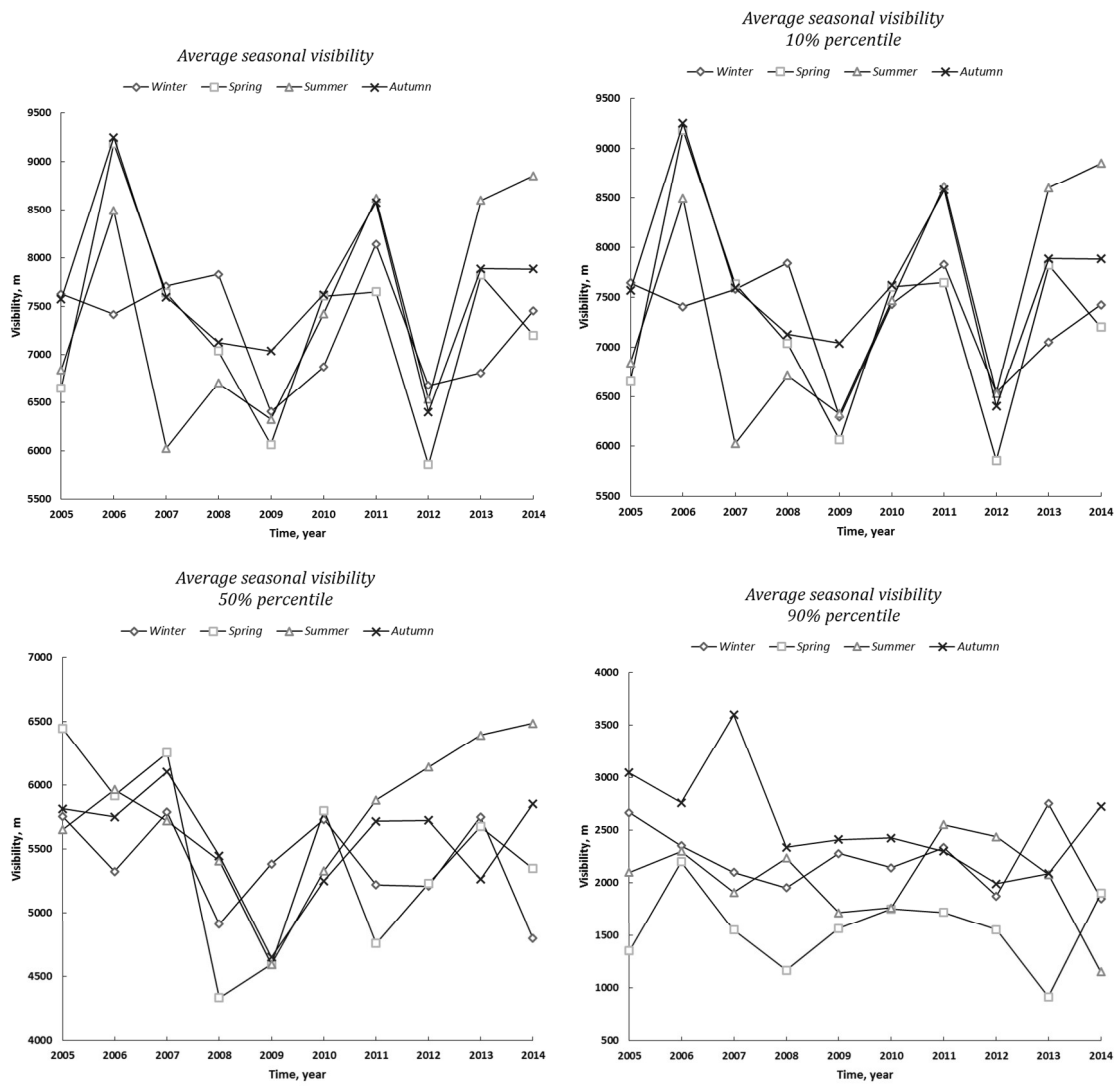 Average seasonal visibility
Winter Spring Summer Autumn
9500
9000
8500
8000
7500
7000
6500
6000
5500
Visibility, m
2005 2006 2007 2008 2009 2010 2011 2012 2013 2014
Time, year
Average seasonal visibility
10% percentile
Winter Spring Summer Autumn
9500
9000
8500
8000
7500
7000
6500
6000
5500
Visibility, m
2005 2006 2007 2008 2009 2010 2011 2012 2013 2014
Time, year
Average seasonal visibility
50% percentile
Winter Spring Summer Autumn
7000
6500
6000
5500
5000
4500
4000
Visibility, m
2005 2006 2007 2008 2009 2010 2011 2012 2013 2014
Time, year
Average seasonal visibility
90% percentile
Winter Spring Summer Autumn
4000
3500
3000
2500
2000
1500
1000
500
Visibility, m
2005 2006 2007 2008 2009 2010 2011 2012 2013 2014
Time, year